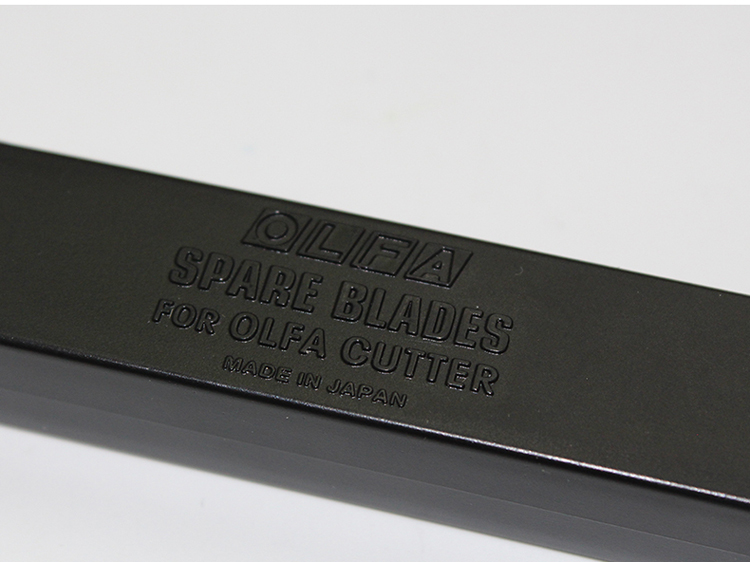 OLFA
SPARE BLADES
FOR OLFA CUTTER
MADE IN JAPAN